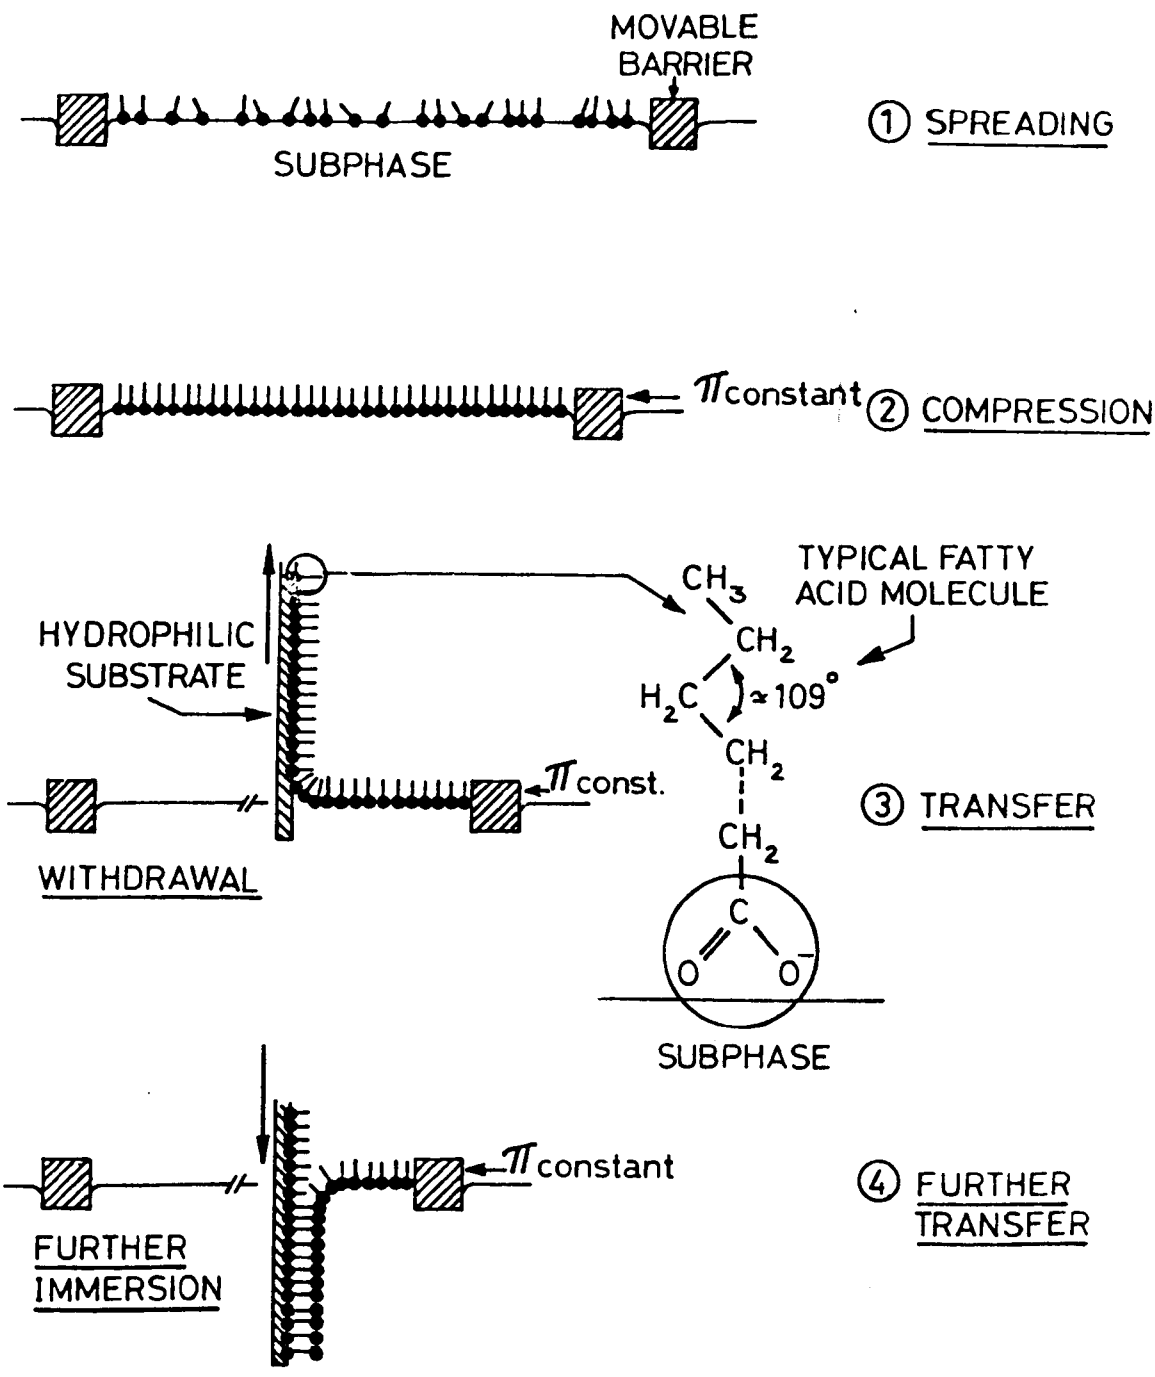 MOVABLE
BARRIER
① SPREADING
SUBPHASE
π constant
② COMPRESSION
TYPICAL FATTY
ACID MOLECULE
CH3
HYDROPHILIC
SUBSTRATE
CH2
H2C
≃109°
CH2
π const.
③ TRANSFER
CH2
WITHDRAWAL
C
O
O−
SUBPHASE
π constant
④ FURTHER
TRANSFER
FURTHER
IMMERSION